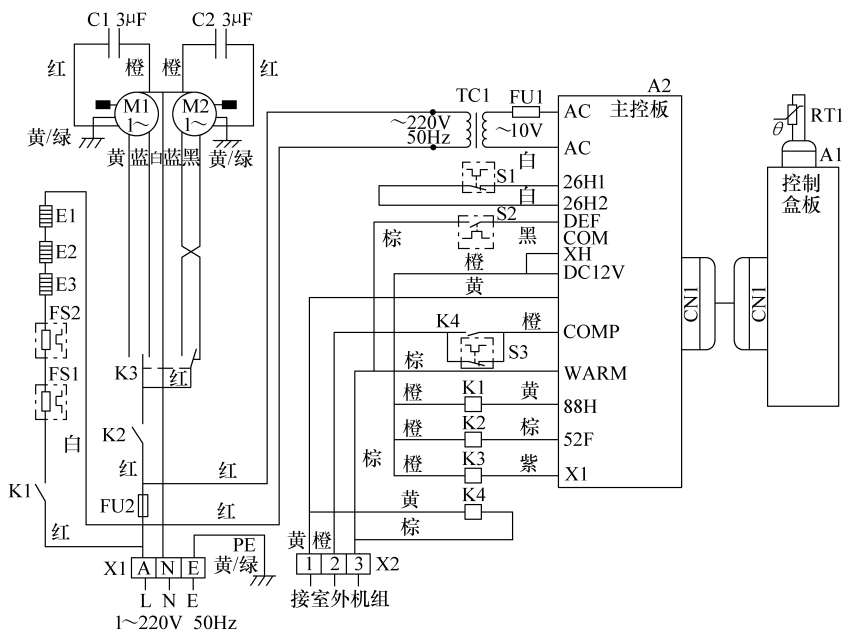 C1 3μF C2 3μF
红 橙 橙 红
M1 1~ M2 1~
黄/绿 黄 蓝 白 蓝 黑 黄/绿
TC1 FU1 A2
~220V 50Hz ~10V
AC 主控板
AC
白 S1 26H1
白 26H2
S2 DEF
棕 黑 COM
XH
橙 DC12V
黄
K4 橙 COMP
S3
棕 WARM
橙 K1 黄 88H
橙 K2 棕 52F
棕 橙 K3 紫 X1
黄 K4
棕
CN1 CN1
RT1
θ
A1
控制
盒板
E1
E2
E3
FS2
FS1
K3 红
白 K2
红 红
K1 FU2
红 红
PE
黄/绿
X1 A N E
L N E
1~220V 50Hz
黄 橙
1 2 3 X2
接室外机组